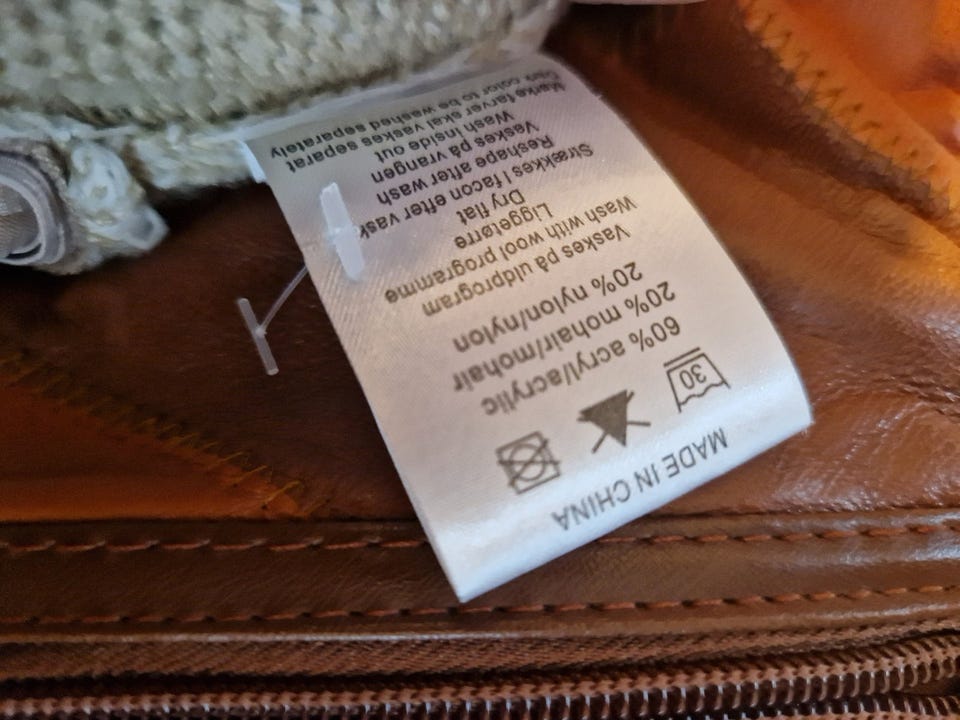 MADE IN CHINA
30
60% acryl/acrylic
20% mohair/mohair
20% nylon/nylon
Vaskes på uldprogram
Wash with wool programme
Liggetørre
Dry flat
Strækkes I facon efter vask
Reshape after wash
Vaskes på vrangen
Wash inside out
Mørke farver skal vaskes separat
Dark color to be washed separately